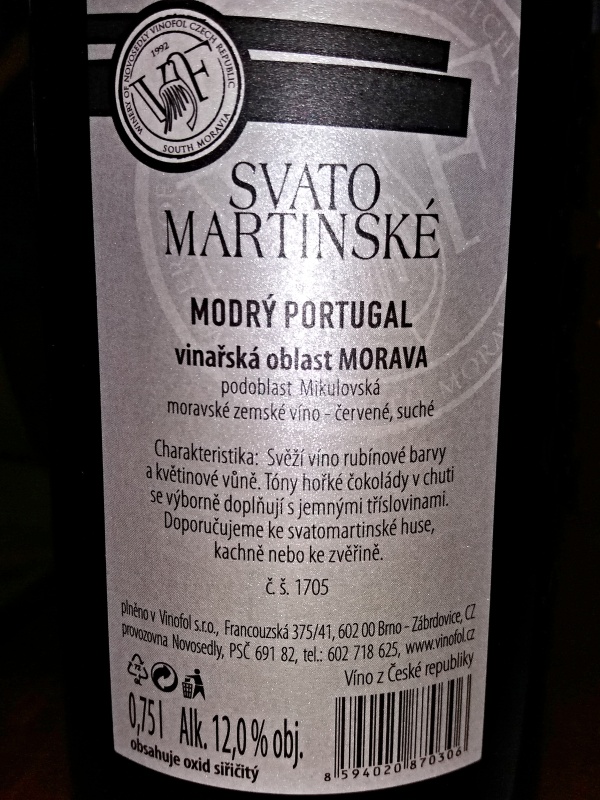 WINERY OF NOVOSEDLY VINOFOL CZECH REPUBLIC
1992
VF
SOUTH MORAVIA
SVATO
MARTINSKÉ
MODRÝ PORTUGAL
vinařská oblast MORAVA
podoblast Mikulovská
moravské zemské víno - červené, suché
Charakteristika: Svěží víno rubínové barvy
a květinové vůně. Tóny hořké čokolády v chuti
se výborně doplňují s jemnými tříslovinami.
Doporučujeme ke svatomartinské huse,
kachně nebo ke zvěřině.
č. š. 1705
plněno v Vinofol s.r.o., Francouzská 375/41, 602 00 Brno - Zábrdovice, CZ
provozovna Novosedly, PSČ 691 82, tel.: 602 718 625, www.vinofol.cz
Víno z České republiky
0,75 l Alk. 12,0 % obj.
obsahuje oxid siřičitý
8 594020 870306